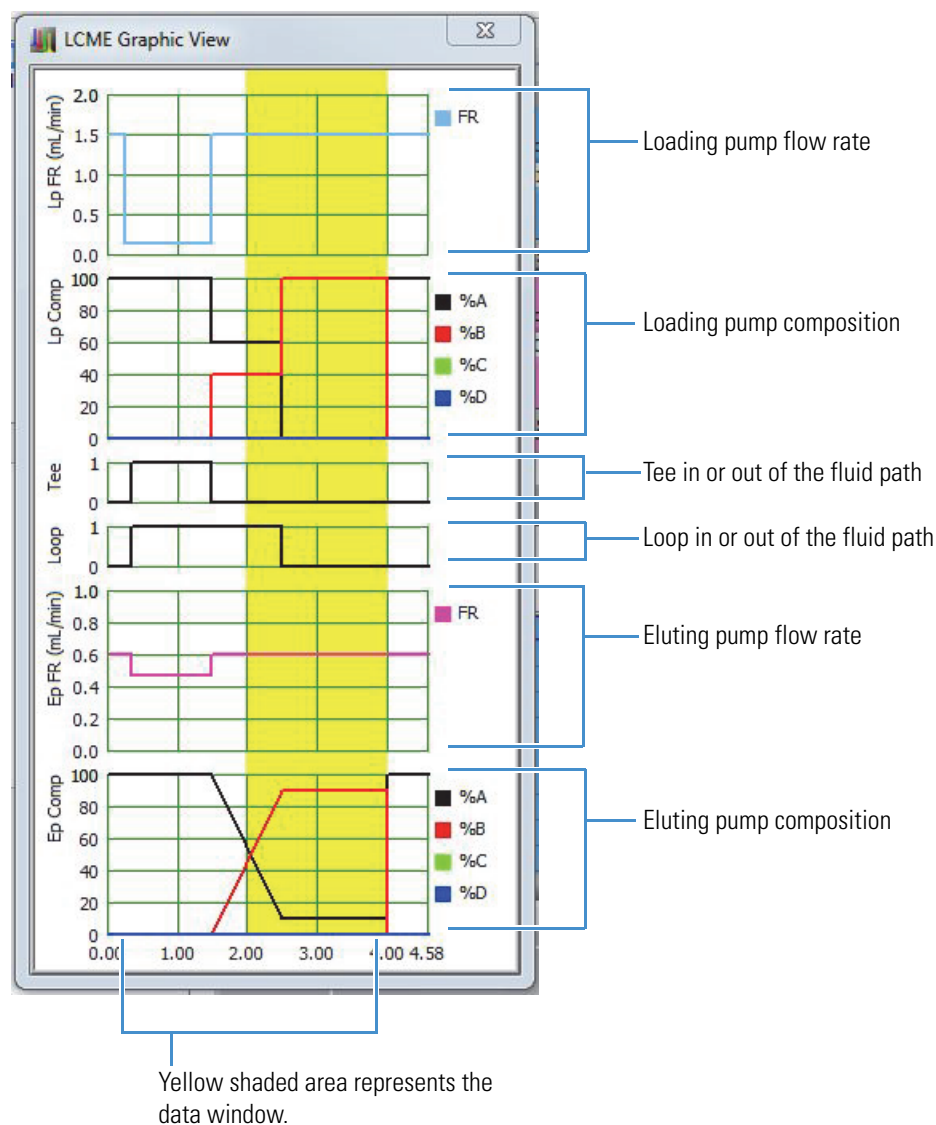 LCME Graphic View
Lp FR (mL/min)
2.0
1.5
1.0
0.5
0.0
FR
Loading pump flow rate
Lp Comp
100
80
60
40
20
0
%A
%B
%C
%D
Loading pump composition
Tee
1
0
Tee in or out of the fluid path
Loop
1
0
Loop in or out of the fluid path
Ep FR (mL/min)
1.0
0.8
0.6
0.4
0.2
0.0
FR
Eluting pump flow rate
Ep Comp
100
80
60
40
20
0
%A
%B
%C
%D
Eluting pump composition
0.00 1.00 2.00 3.00 4.00 4.58
Yellow shaded area represents the
data window.